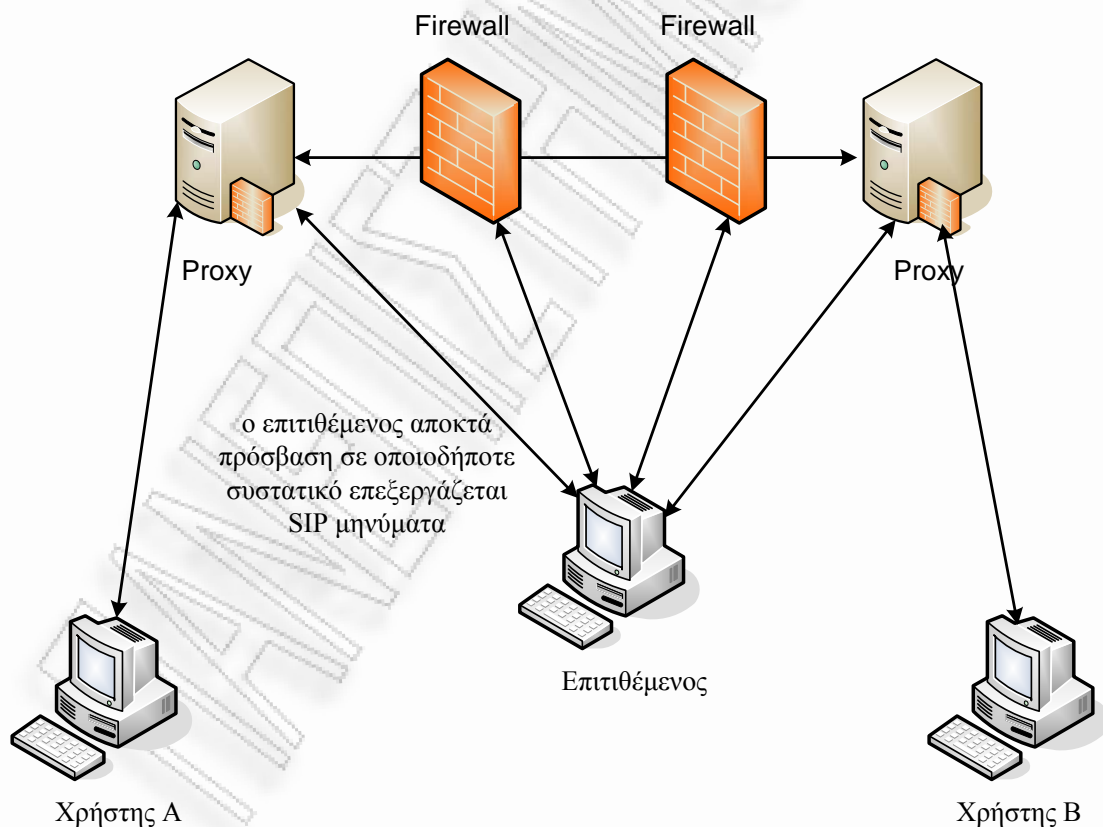 Firewall
Firewall
Proxy
Proxy
ο επιτιθέμενος αποκτά
πρόσβαση σε οποιοδήποτε
συστατικό επεξεργάζεται
SIP μηνύματα
Επιτιθέμενος
Χρήστης Α
Χρήστης Β